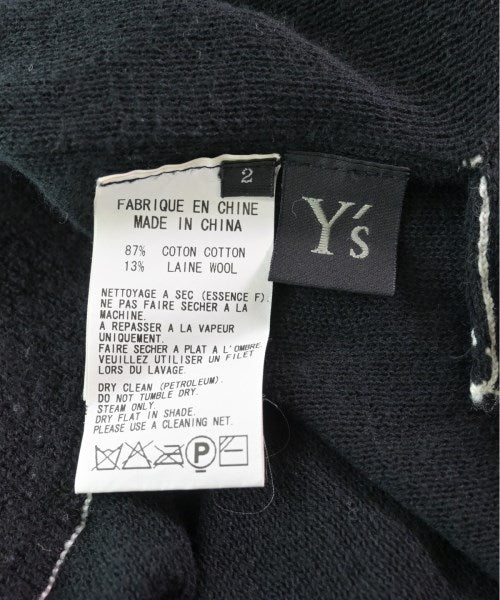 2
Y's
FABRIQUE EN CHINE
MADE IN CHINA
87% COTON COTTON
13% LAINE WOOL
NETTOYAGE A SEC (ESSENCE F).
NE PAS FAIRE SECHER A LA
MACHINE.
A REPASSER A LA VAPEUR
UNIQUEMENT.
FAIRE SECHER A PLAT A L'OMBRE.
VEUILLEZ UTILISER UN FILET
LORS DU LAVAGE.
DRY CLEAN (PETROLEUM).
DO NOT TUMBLE DRY.
STEAM ONLY.
DRY FLAT IN SHADE.
PLEASE USE A CLEANING NET.
P